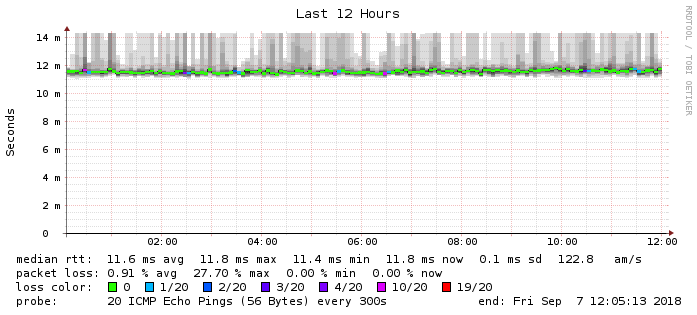 Last 12 Hours
RRDTOOL / TOBI OETIKER
Seconds
14 m
12 m
10 m
8 m
6 m
4 m
2 m
0
02:00 04:00 06:00 08:00 10:00 12:00
median rtt: 11.6 ms avg 11.8 ms max 11.4 ms min 11.8 ms now 0.1 ms sd 122.8 am/s
packet loss: 0.91 % avg 27.70 % max 0.00 % min 0.00 % now
loss color: 0 1/20 2/20 3/20 4/20 10/20 19/20
probe: 20 ICMP Echo Pings (56 Bytes) every 300s end: Fri Sep 7 12:05:13 2018